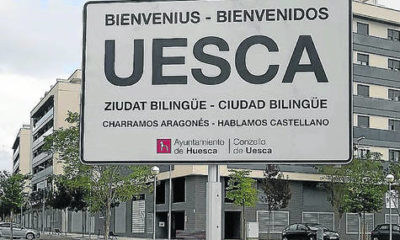 BIENVENIUS - BIENVENIDOS
UESCA
ZIUDAT BILINGÜE - CIUDAD BILINGÜE
CHARRAMOS ARAGONÉS - HABLAMOS CASTELLANO
Ayuntamiento de Huesca | Conzello de Uesca